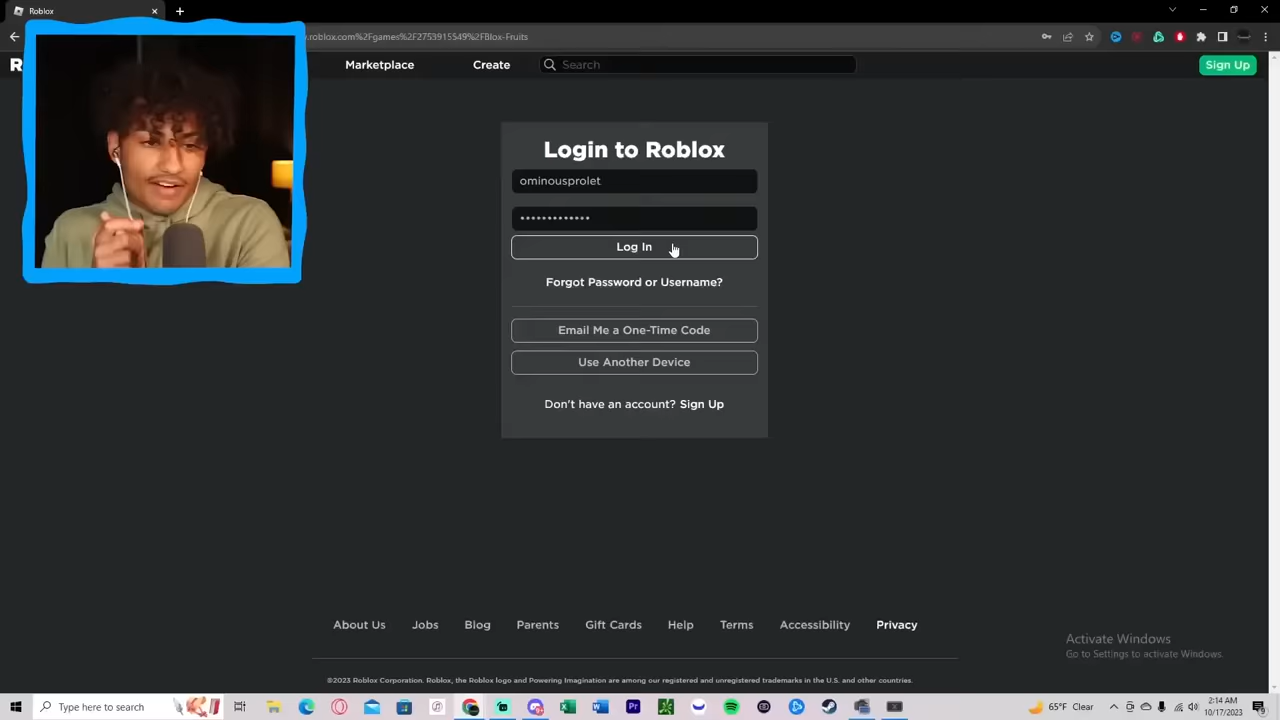 Roblox
.roblox.com%2Fgames%2F2753915549%2FBlox-Fruits
R Marketplace Create Search Sign Up
Login to Roblox
ominousprolet
•••••••••••••
Log In
Forgot Password or Username?
Email Me a One-Time Code
Use Another Device
Don't have an account? Sign Up
About Us Jobs Blog Parents Gift Cards Help Terms Accessibility Privacy
Activate Windows
Go to Settings to activate Windows.
©2023 Roblox Corporation. Roblox, the Roblox logo and Powering Imagination are among our registered and unregistered trademarks in the U.S. and other countries.
Type here to search
65°F Clear
2:14 AM
10/17/2023